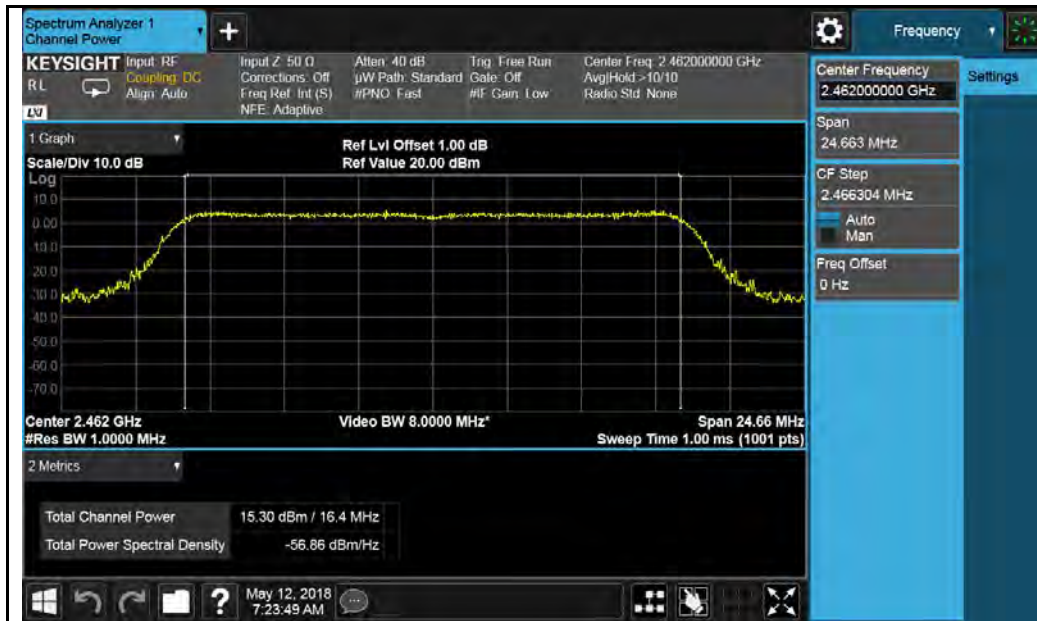 Spectrum Analyzer 1
Channel Power
+
Frequency
KEYSIGHT
R L
LXI
Input: RF
Coupling: DC
Align: Auto
Input Z: 50 Ω
Corrections: Off
Freq Ref: Int (S)
NFE: Adaptive
Atten: 40 dB
µW Path: Standard
#PNO: Fast
Trig: Free Run
Gate: Off
#IF Gain: Low
Center Freq: 2.462000000 GHz
Avg|Hold:>10/10
Radio Std: None
Center Frequency
2.462000000 GHz
Settings
Span
24.663 MHz
CF Step
2.466304 MHz
Auto
Man
Freq Offset
0 Hz
1 Graph
Scale/Div 10.0 dB
Ref Lvl Offset 1.00 dB
Ref Value 20.00 dBm
Log
10.0
0.00
-10.0
-20.0
-30.0
-40.0
-50.0
-60.0
-70.0
Center 2.462 GHz
#Res BW 1.0000 MHz
Video BW 8.0000 MHz*
Span 24.66 MHz
Sweep Time 1.00 ms (1001 pts)
2 Metrics
Total Channel Power 15.30 dBm / 16.4 MHz
Total Power Spectral Density -56.86 dBm/Hz
?
May 12, 2018
7:23:49 AM